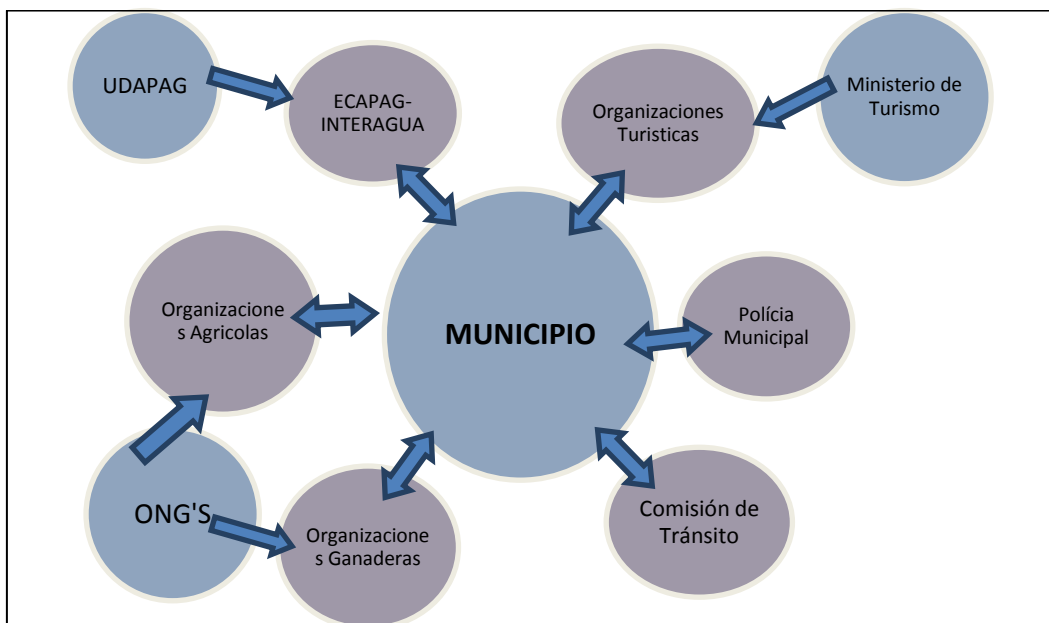 UDAPAG
ECAPAG-
INTERAGUA
Organizaciones
Turisticas
Ministerio de
Turismo
Organizacione
s Agricolas
MUNICIPIO
Polícia
Municipal
ONG'S
Organizacione
s Ganaderas
Comisión de
Tránsito